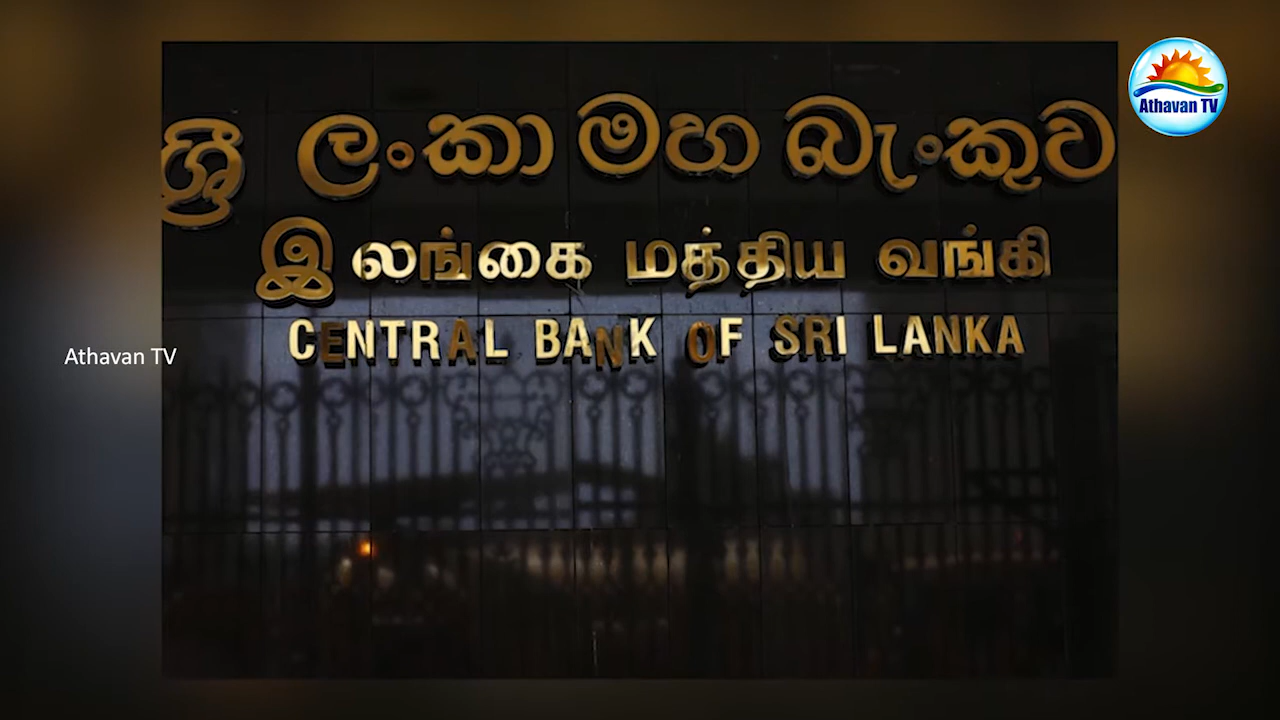 ශ්‍රී ලංකා මහ බැංකුව
இலங்கை மத்திய வங்கி
CENTRAL BANK OF SRI LANKA
Athavan TV
Athavan TV